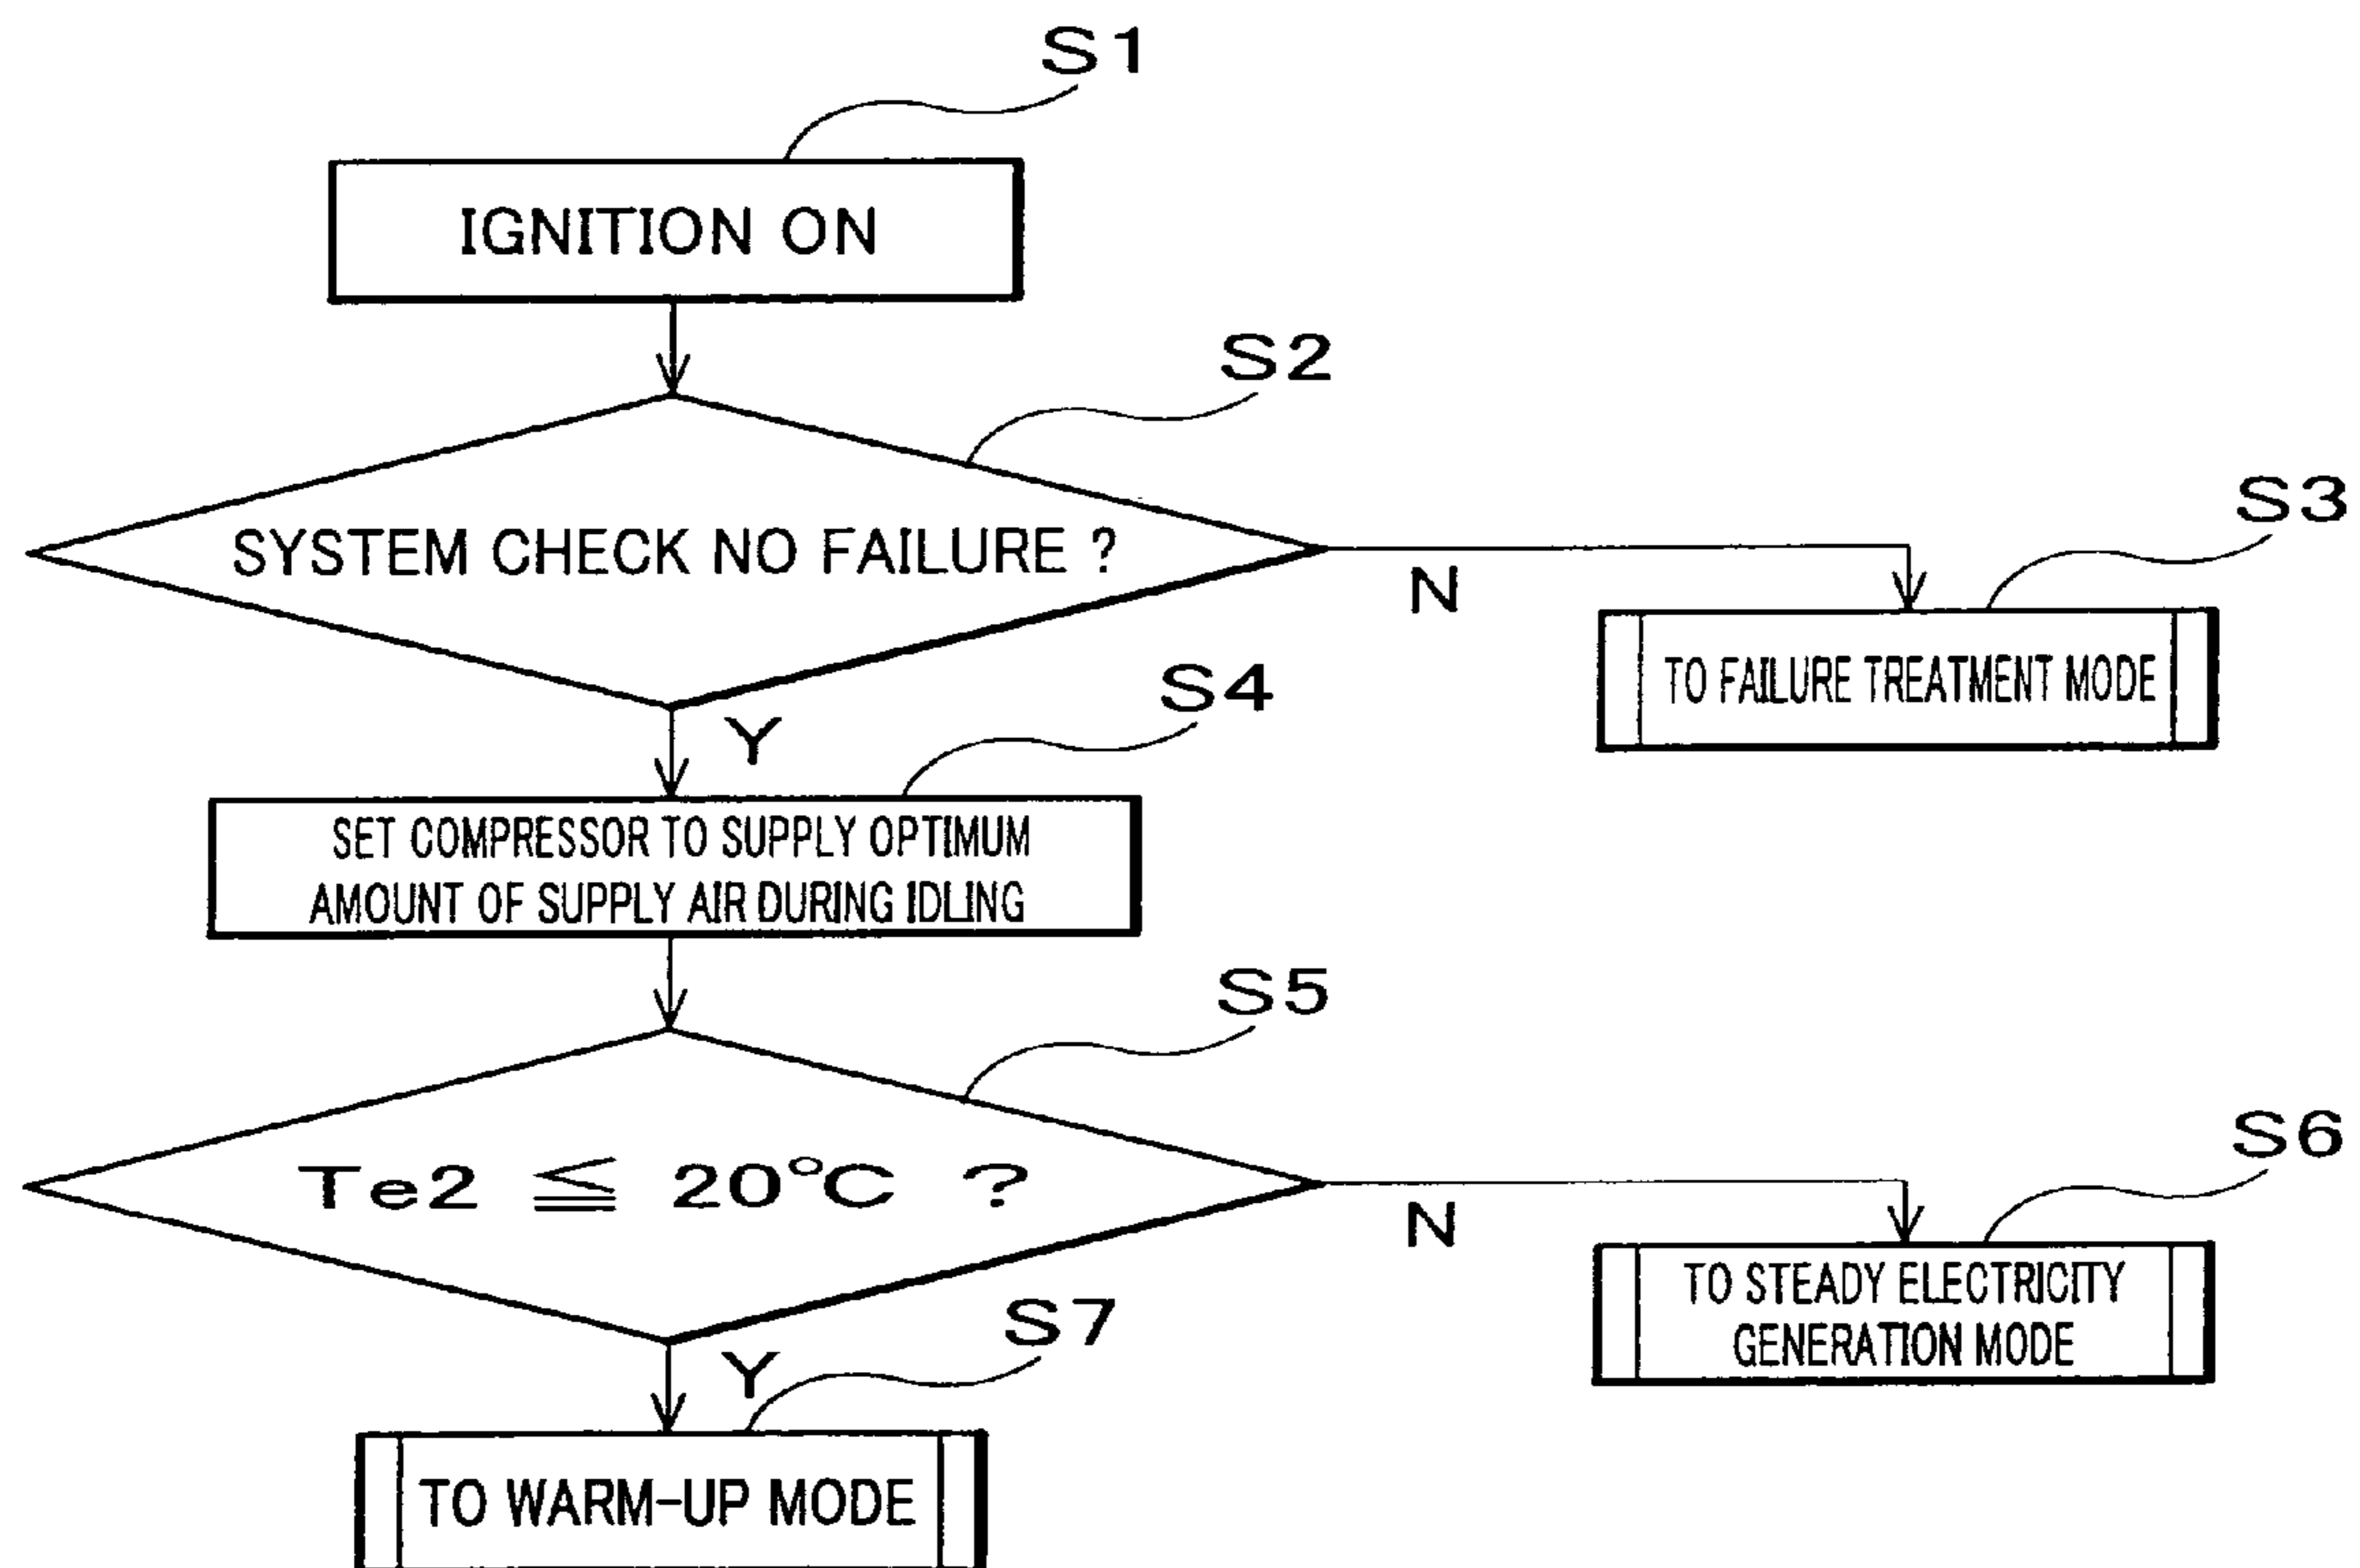 S1
IGNITION ON
S2
SYSTEM CHECK NO FAILURE ?
N
S3
TO FAILURE TREATMENT MODE
Y
S4
SET COMPRESSOR TO SUPPLY OPTIMUM
AMOUNT OF SUPPLY AIR DURING IDLING
S5
Te2 ≦ 20°C ?
N
S6
TO STEADY ELECTRICITY
GENERATION MODE
Y
S7
TO WARM-UP MODE